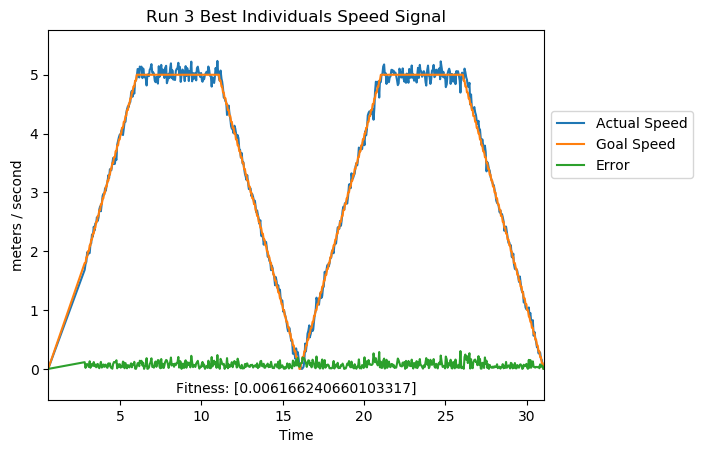 Run 3 Best Individuals Speed Signal
meters / second
5
4
3
2
1
0
Actual Speed
Goal Speed
Error
Fitness: [0.006166240660103317]
5 10 15 20 25 30
Time